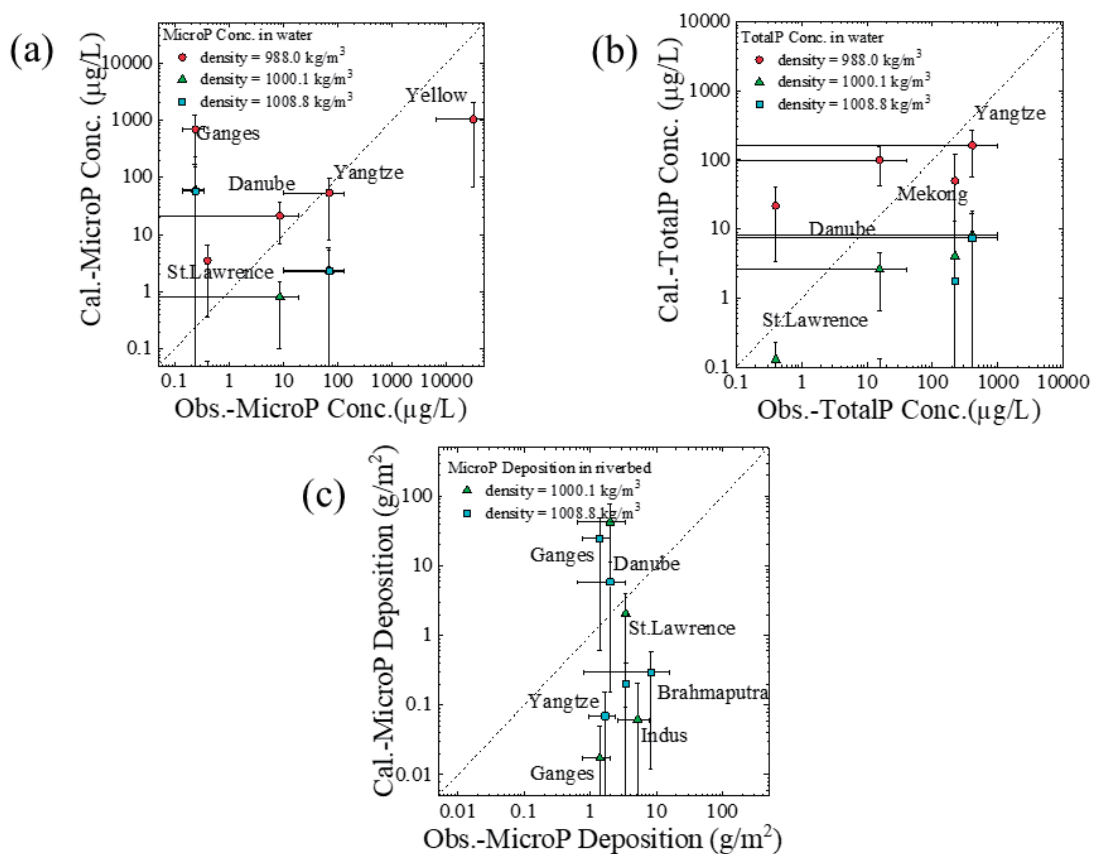 (a)
MicroP Conc. in water
density = 988.0 kg/m³
density = 1000.1 kg/m³
density = 1008.8 kg/m³
Cal.-MicroP Conc. (µg/L)
10000
1000
100
10
1
0.1
Yellow
Ganges
Danube
Yangtze
St.Lawrence
0.1 1 10 100 1000 10000
Obs.-MicroP Conc.(µg/L)
(b)
TotalP Conc. in water
density = 988.0 kg/m³
density = 1000.1 kg/m³
density = 1008.8 kg/m³
Cal.-TotalP Conc. (µg/L)
10000
1000
100
10
1
0.1
Yangtze
Mekong
Danube
St.Lawrence
0.1 1 10 100 1000 10000
Obs.-TotalP Conc.(µg/L)
(c)
MicroP Deposition in riverbed
density = 1000.1 kg/m³
density = 1008.8 kg/m³
Cal.-MicroP Deposition (g/m²)
100
10
1
0.1
0.01
Ganges
Danube
St.Lawrence
Brahmaputra
Yangtze
Indus
Ganges
0.01 0.1 1 10 100
Obs.-MicroP Deposition (g/m²)